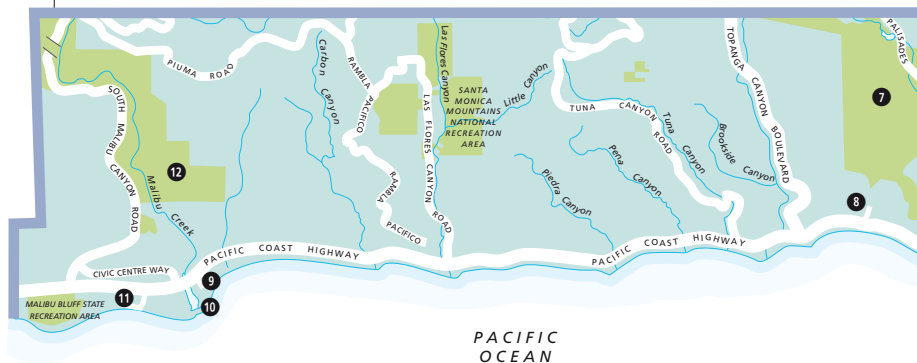 PIUMA ROAD
Carbon Canyon
RAMBLA PACIFICO
Las Flores Canyon
LAS FLORES CANYON ROAD
SANTA
MONICA
MOUNTAINS
NATIONAL
RECREATION
AREA
Little Canyon
TUNA CANYON ROAD
Tuna Canyon
Brookside Canyon
TOPANGA CANYON BOULEVARD
PALISADES
7
SOUTH MALIBU CANYON ROAD
12
Malibu Creek
RAMBLA
PACIFICO
Piedra Canyon
Pena Canyon
8
PACIFIC COAST HIGHWAY
PACIFIC COAST HIGHWAY
CIVIC CENTRE WAY
9
11
10
MALIBU BLUFF STATE
RECREATION AREA
PACIFIC
OCEAN